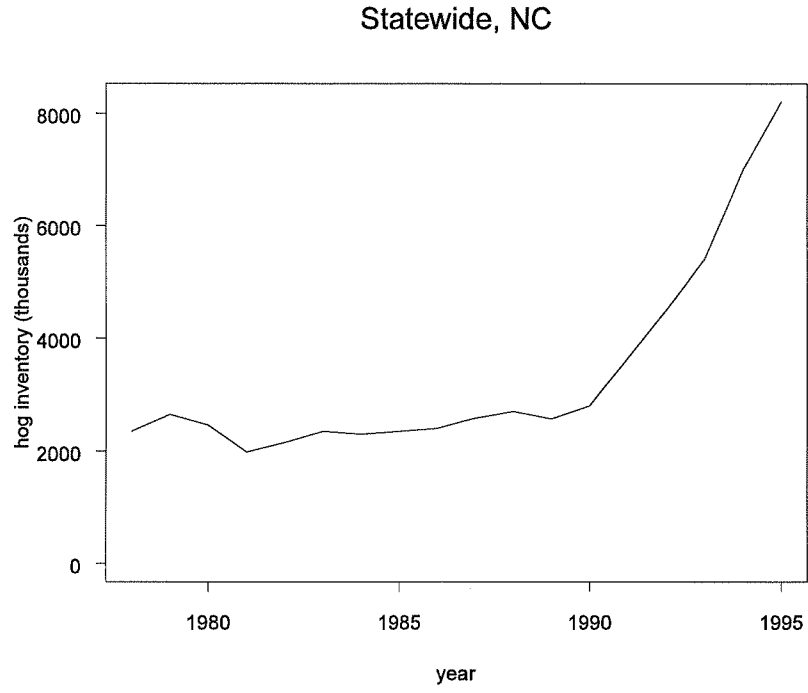 Statewide, NC
hog inventory (thousands)
8000
6000
4000
2000
0
1980 1985 1990 1995
year